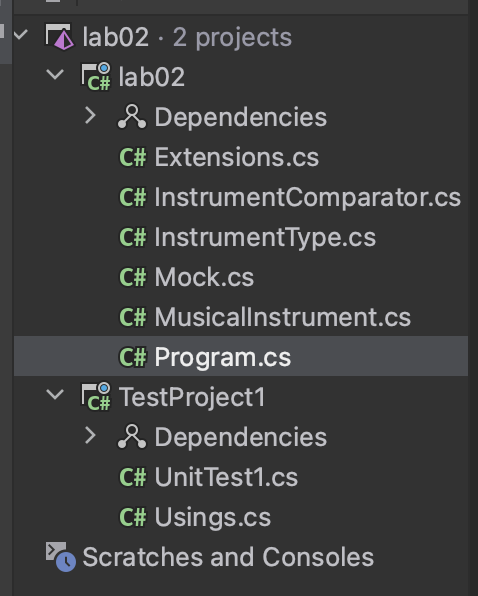 lab02 · 2 projects
lab02
Dependencies
C# Extensions.cs
C# InstrumentComparator.cs
C# InstrumentType.cs
C# Mock.cs
C# MusicalInstrument.cs
C# Program.cs
C# TestProject1
Dependencies
C# UnitTest1.cs
C# Usings.cs
Scratches and Consoles